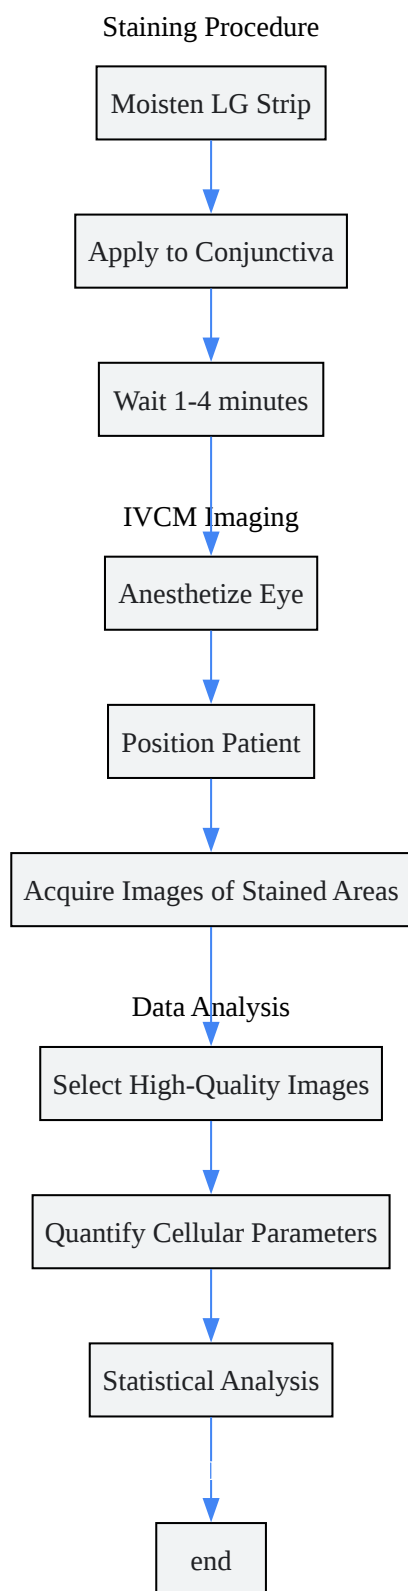 Staining Procedure
Moisten LG Strip
Apply to Conjunctiva
Wait 1-4 minutes
IVCM Imaging
Anesthetize Eye
Position Patient
Acquire Images of Stained Areas
Data Analysis
Select High-Quality Images
Quantify Cellular Parameters
Statistical Analysis
end